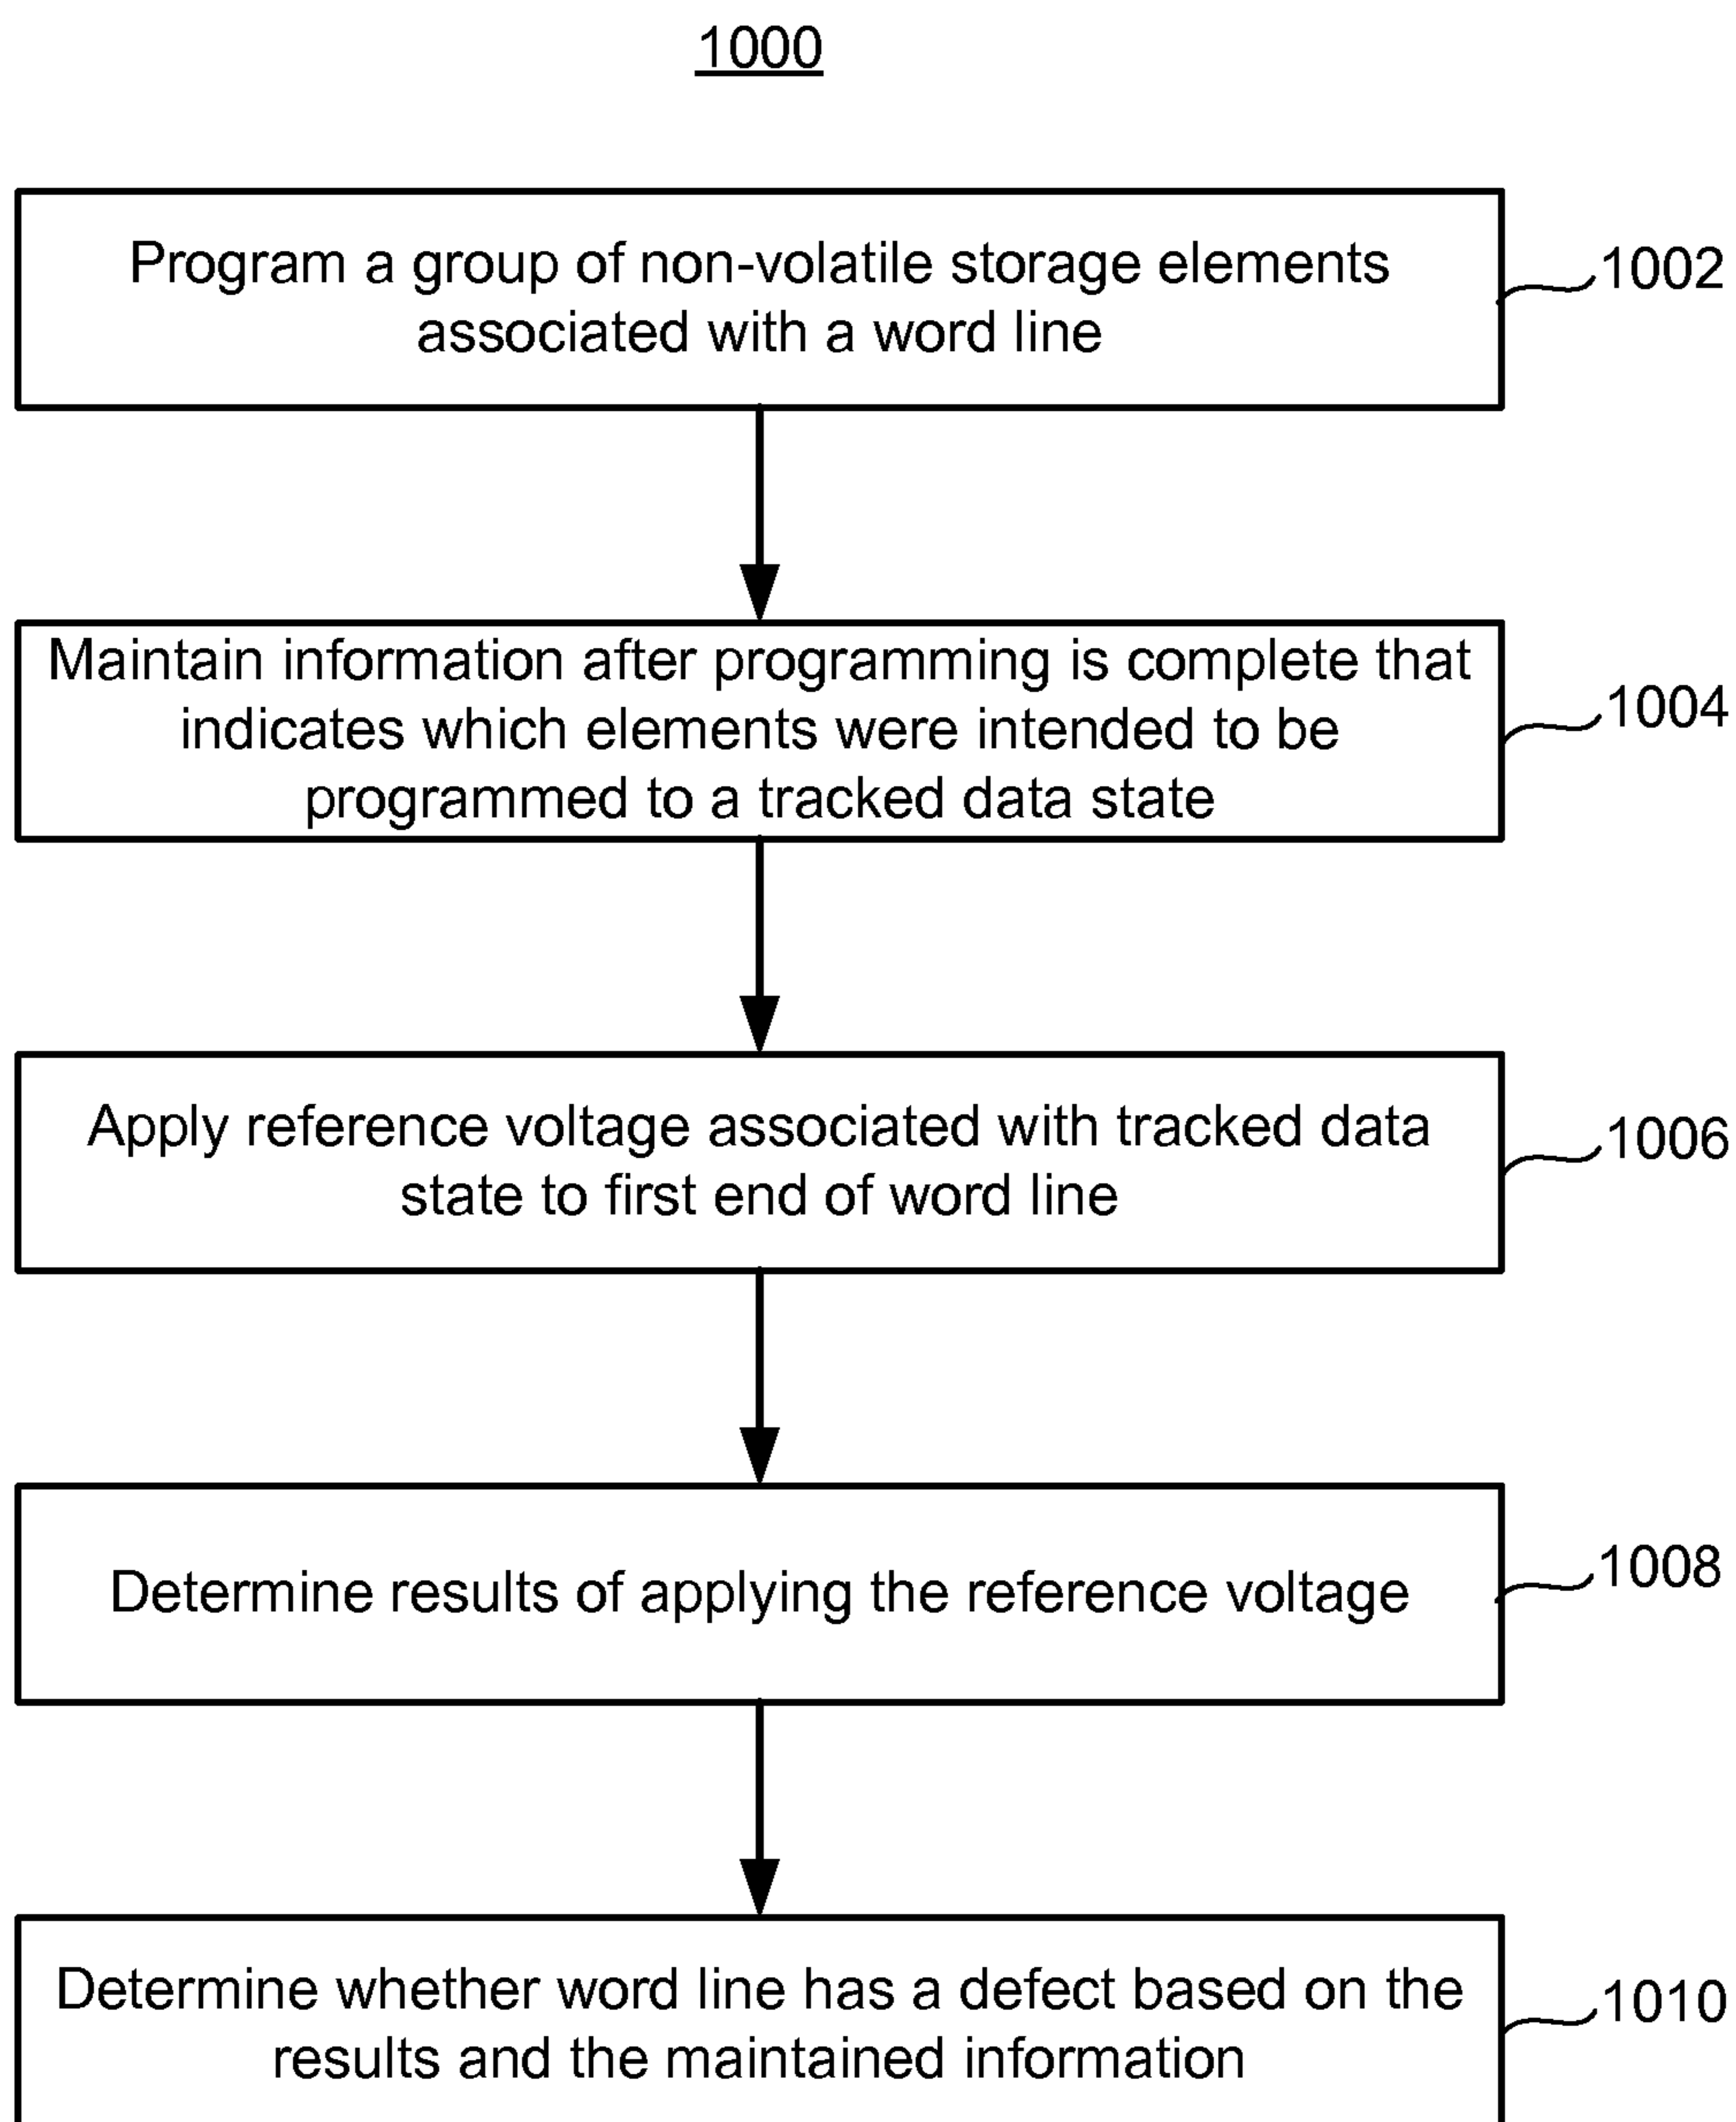 1000
Program a group of non-volatile storage elements
associated with a word line
1002
Maintain information after programming is complete that
indicates which elements were intended to be
programmed to a tracked data state
1004
Apply reference voltage associated with tracked data
state to first end of word line
1006
Determine results of applying the reference voltage
1008
Determine whether word line has a defect based on the
results and the maintained information
1010